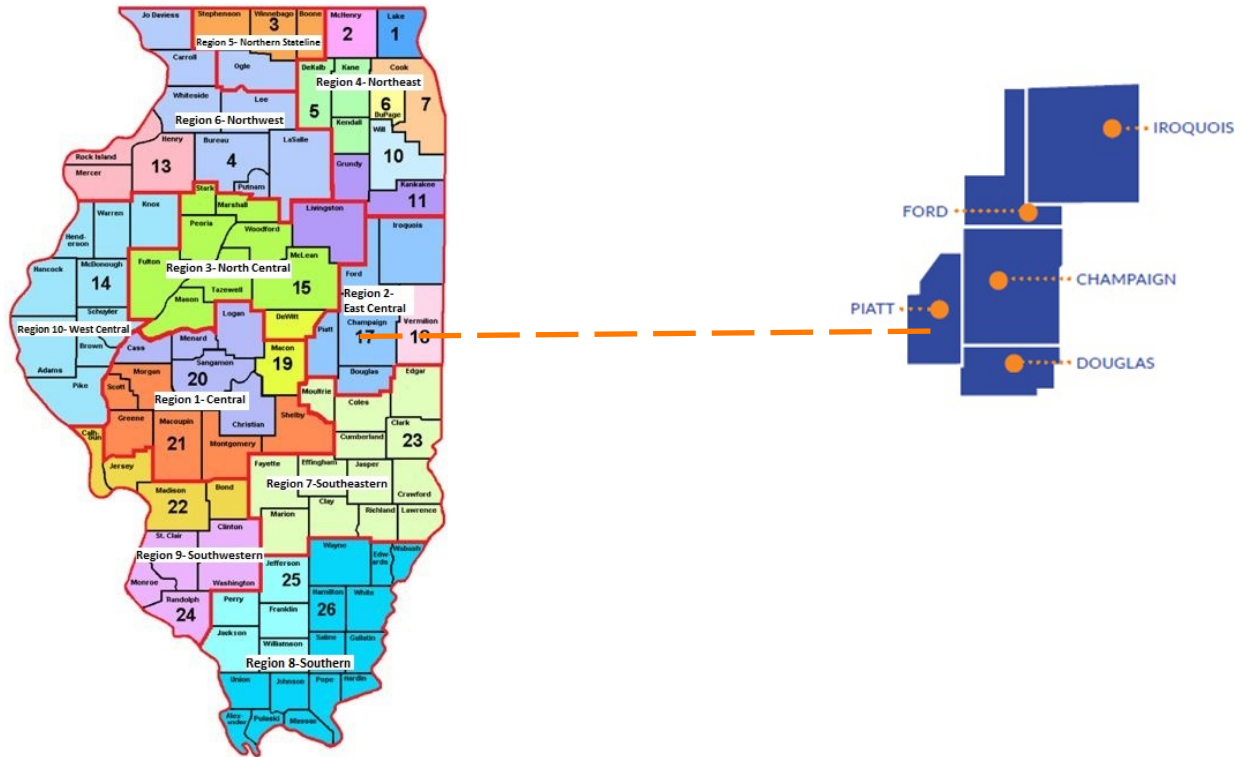 Jo Daviess
Stephenson
Winnebago
Boone
McHenry
Lake
3
2
1
Region 5- Northern Stateline
Carroll
Ogle
DeKalb
Kane
Cook
Region 4- Northeast
Whiteside
Lee
5
6
7
DuPage
Region 6- Northwest
Kendall
Will
Henry
Bureau
LaSalle
10
Rock Island
13
4
Grundy
Mercer
Putnam
Kankakee
Stark
11
Knox
Marshall
Livingston
Warren
Peoria
Iroquois
Woodford
Hend-
erson
McLean
Fulton
Hancock
McDonough
Region 3- North Central
Ford
14
Tazewell
15
Mason
Region 2-
East Central
Schuyler
Logan
DeWitt
Piatt
Champaign
Vermilion
Region 10- West Central
Menard
17
18
Brown
Cass
Macon
Adams
Morgan
Sangamon
19
Douglas
Edgar
Pike
Scott
20
Moultrie
Region 1- Central
Coles
Greene
Macoupin
Christian
Shelby
Clark
Calh-
oun
21
Montgomery
Cumberland
23
Jersey
Fayette
Effingham
Jasper
Madison
Bond
Region 7-Southeastern
22
Clay
Crawford
Marion
Richland
Lawrence
Clinton
St. Clair
Wayne
Edw
ards
Wabash
Region 9- Southwestern
Jefferson
Monroe
Washington
25
Randolph
Perry
Hamilton
White
24
Franklin
26
Jackson
Williamson
Saline
Gallatin
Region 8-Southern
Union
Johnson
Pope
Hardin
Alex-
ander
Pulaski
Massac
IROQUOIS
FORD
CHAMPAIGN
PIATT
DOUGLAS